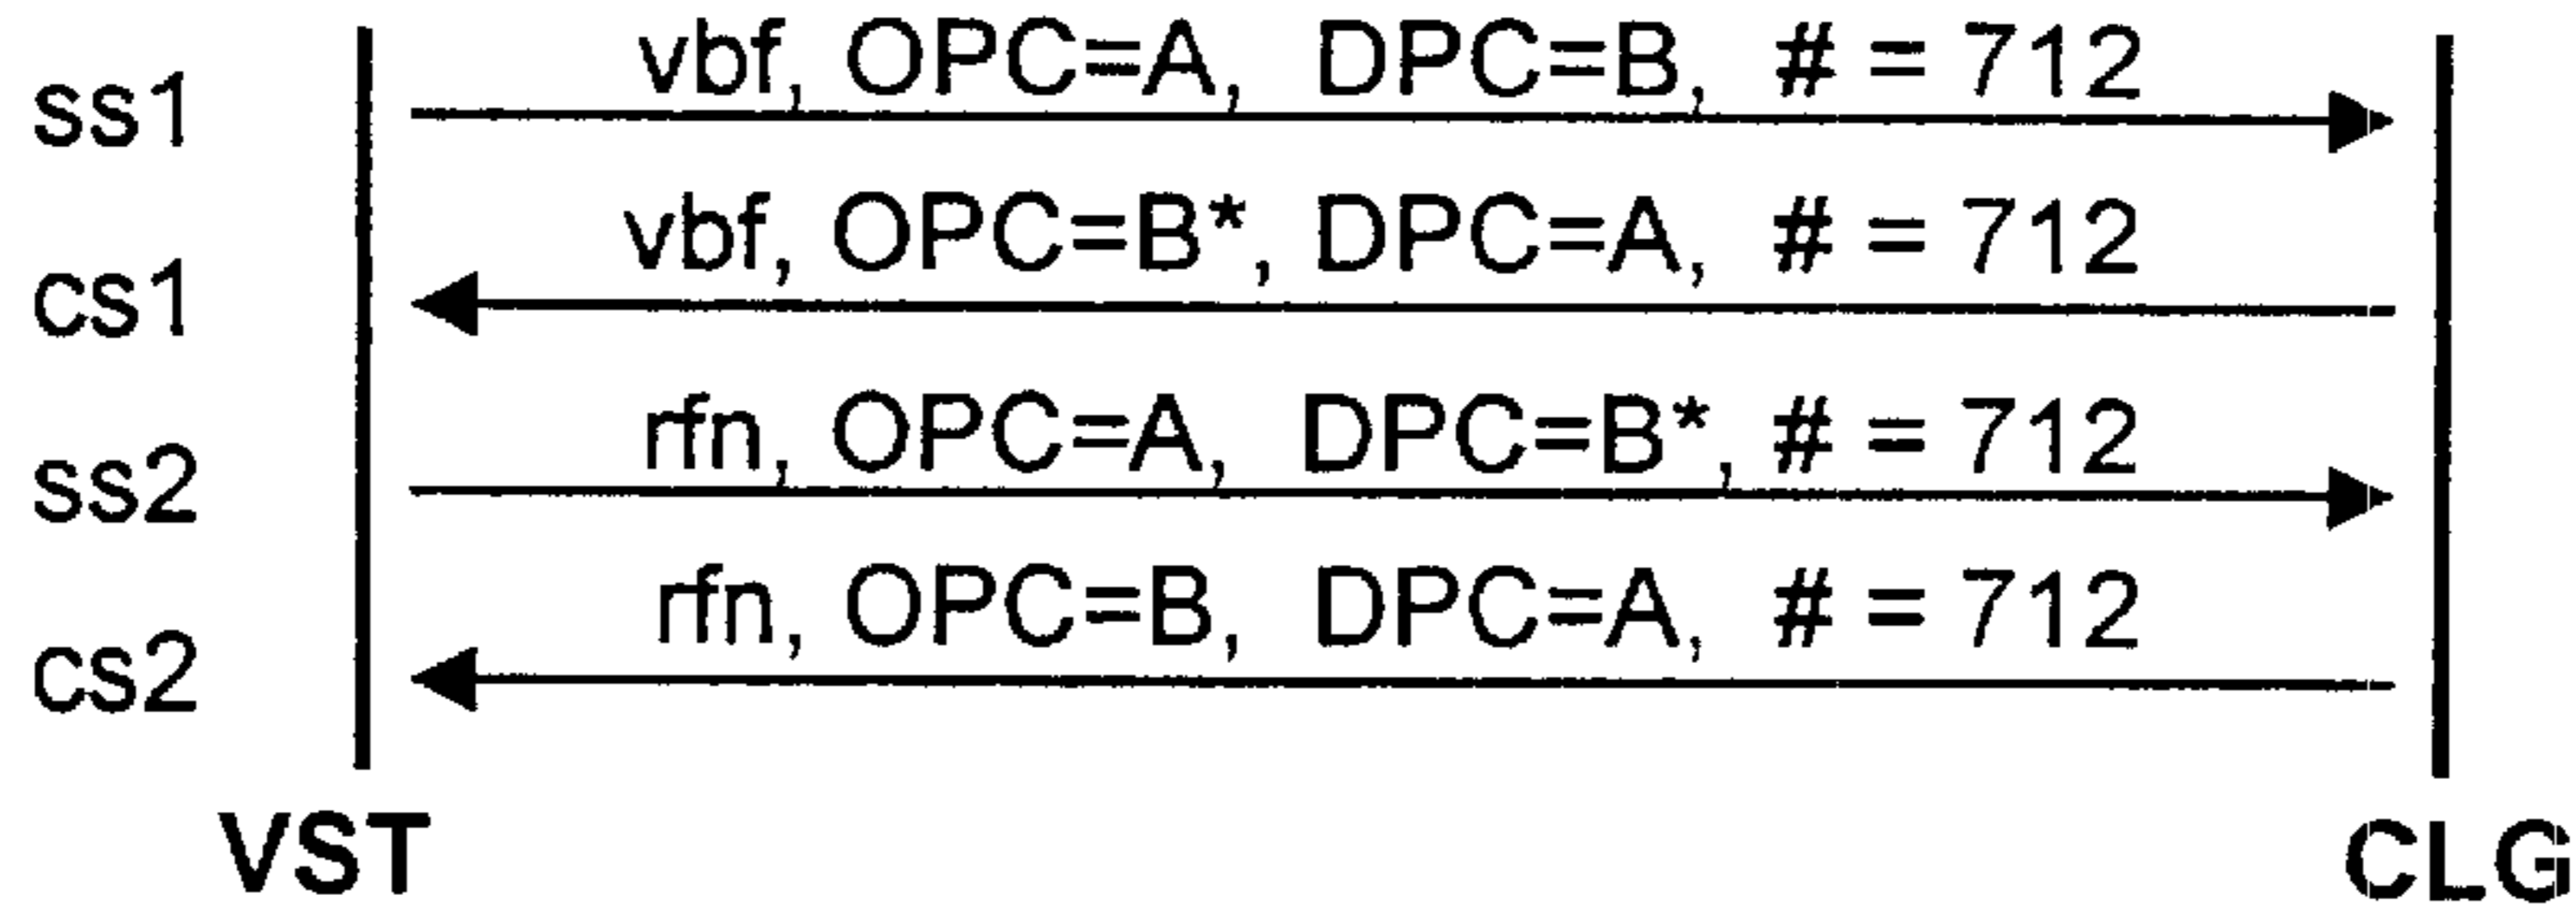 ss1 vbf, OPC=A, DPC=B, # = 712
cs1 vbf, OPC=B*, DPC=A, # = 712
ss2 rfn, OPC=A, DPC=B*, # = 712
cs2 rfn, OPC=B, DPC=A, # = 712
VST CLG